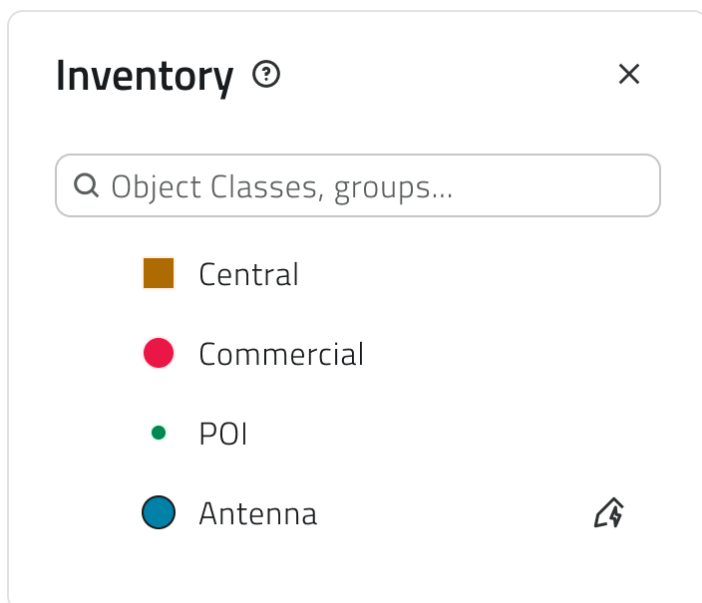 Inventory
Object Classes, groups...
Central
Commercial
POI
Antenna